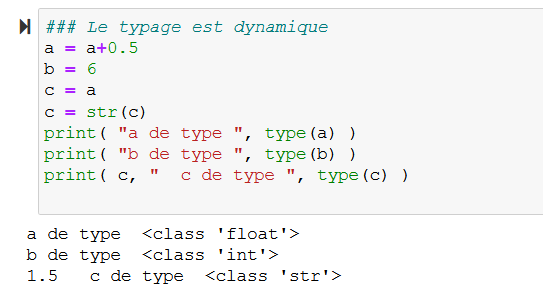 ### Le typage est dynamique
a = a+0.5
b = 6
c = a
c = str(c)
print( "a de type ", type(a) )
print( "b de type ", type(b) )
print( c, "  c de type ", type(c) )
a de type  <class 'float'>
b de type  <class 'int'>
1.5   c de type  <class 'str'>